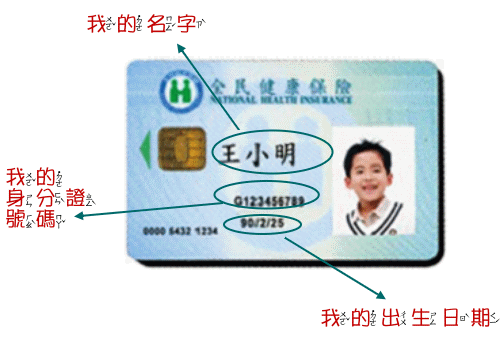 我的名字
全民健康保險
NATIONAL HEALTH INSURANCE
王小明
我的
身分證
號碼
G123456789
90/2/25
0000 5432 1234
我的出生日期